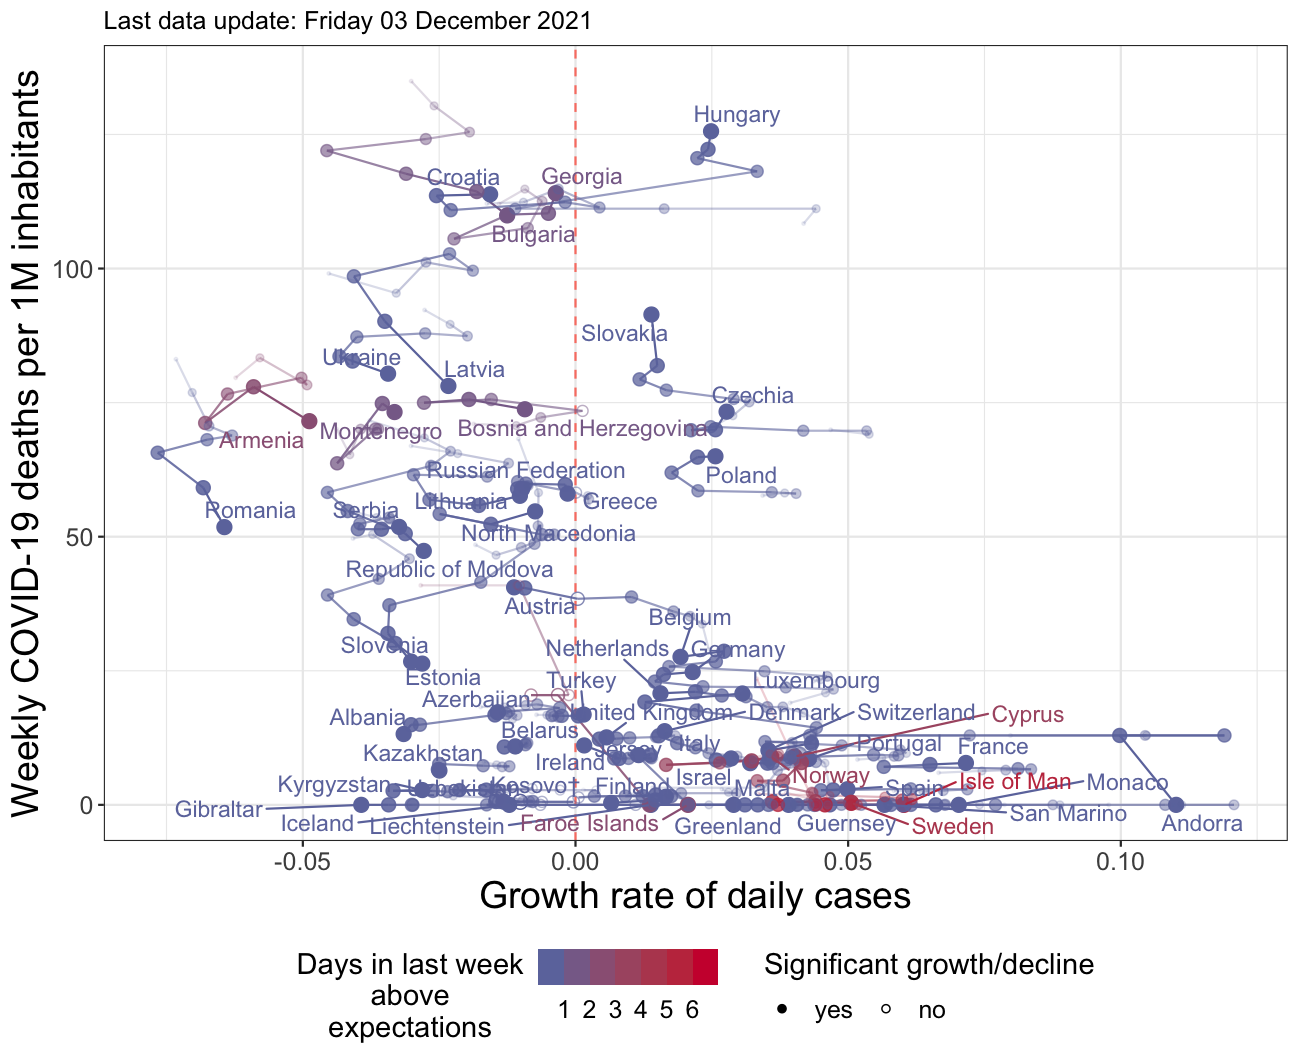 Last data update: Friday 03 December 2021
Weekly COVID-19 deaths per 1M inhabitants
100
50
0
Hungary
Croatia
Georgia
Bulgaria
Slovakia
Ukraine
Latvia
Czechia
Armenia
Montenegro
Bosnia and Herzegovina
Russian Federation
Poland
Romania
Serbia
Lithuania
Greece
North Macedonia
Republic of Moldova
Austria
Belgium
Slovenia
Netherlands
Germany
Estonia
Turkey
Luxembourg
Azerbaijan
Albania
United Kingdom
Denmark
Switzerland
Cyprus
Belarus
Jersey
Italy
Portugal
France
Kazakhstan
Ireland
Israel
Norway
Kyrgyzstan
Uzbekistan
Kosovo†
Finland
Malta
Spain
Isle of Man
Monaco
Gibraltar
Iceland
Liechtenstein
Faroe Islands
Greenland
Guernsey
Sweden
San Marino
Andorra
-0.05
0.00
0.05
0.10
Growth rate of daily cases
Days in last week
above
expectations
1 2 3 4 5 6
Significant growth/decline
yes
no